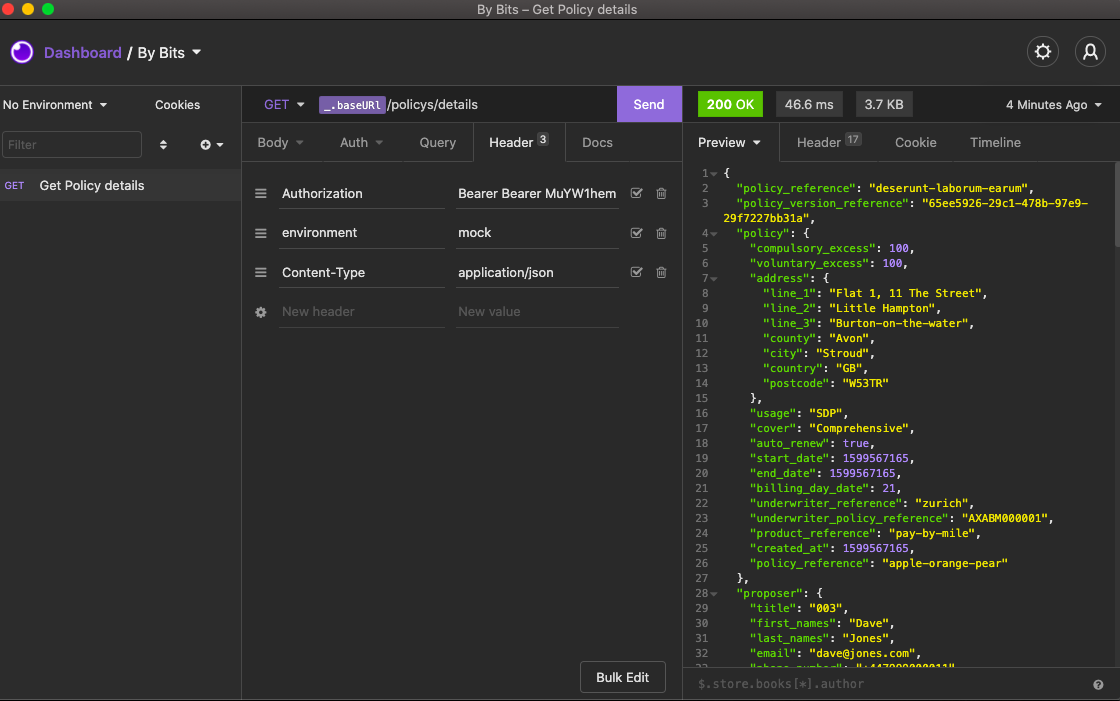 By Bits – Get Policy details
Dashboard / By Bits
No Environment
Cookies
Filter
GET Get Policy details
GET _.baseURl /policys/details Send
Body Auth Query Header 3 Docs
Authorization Bearer Bearer MuYW1hem
environment mock
Content-Type application/json
New header New value
Bulk Edit
200 OK 46.6 ms 3.7 KB 4 Minutes Ago
Preview Header 17 Cookie Timeline
1 {
2 "policy_reference": "deserunt-laborum-earum",
3 "policy_version_reference": "65ee5926-29c1-478b-97e9-
29f7227bb31a",
4 "policy": {
5 "compulsory_excess": 100,
6 "voluntary_excess": 100,
7 "address": {
8 "line_1": "Flat 1, 11 The Street",
9 "line_2": "Little Hampton",
10 "line_3": "Burton-on-the-water",
11 "county": "Avon",
12 "city": "Stroud",
13 "country": "GB",
14 "postcode": "W53TR"
15 },
16 "usage": "SDP",
17 "cover": "Comprehensive",
18 "auto_renew": true,
19 "start_date": 1599567165,
20 "end_date": 1599567165,
21 "billing_day_date": 21,
22 "underwriter_reference": "zurich",
23 "underwriter_policy_reference": "AXABM000001",
24 "product_reference": "pay-by-mile",
25 "created_at": 1599567165,
26 "policy_reference": "apple-orange-pear"
27 },
28 "proposer": {
29 "title": "003",
30 "first_names": "Dave",
31 "last_names": "Jones",
32 "email": "dave@jones.com",
$.store.books[*].author